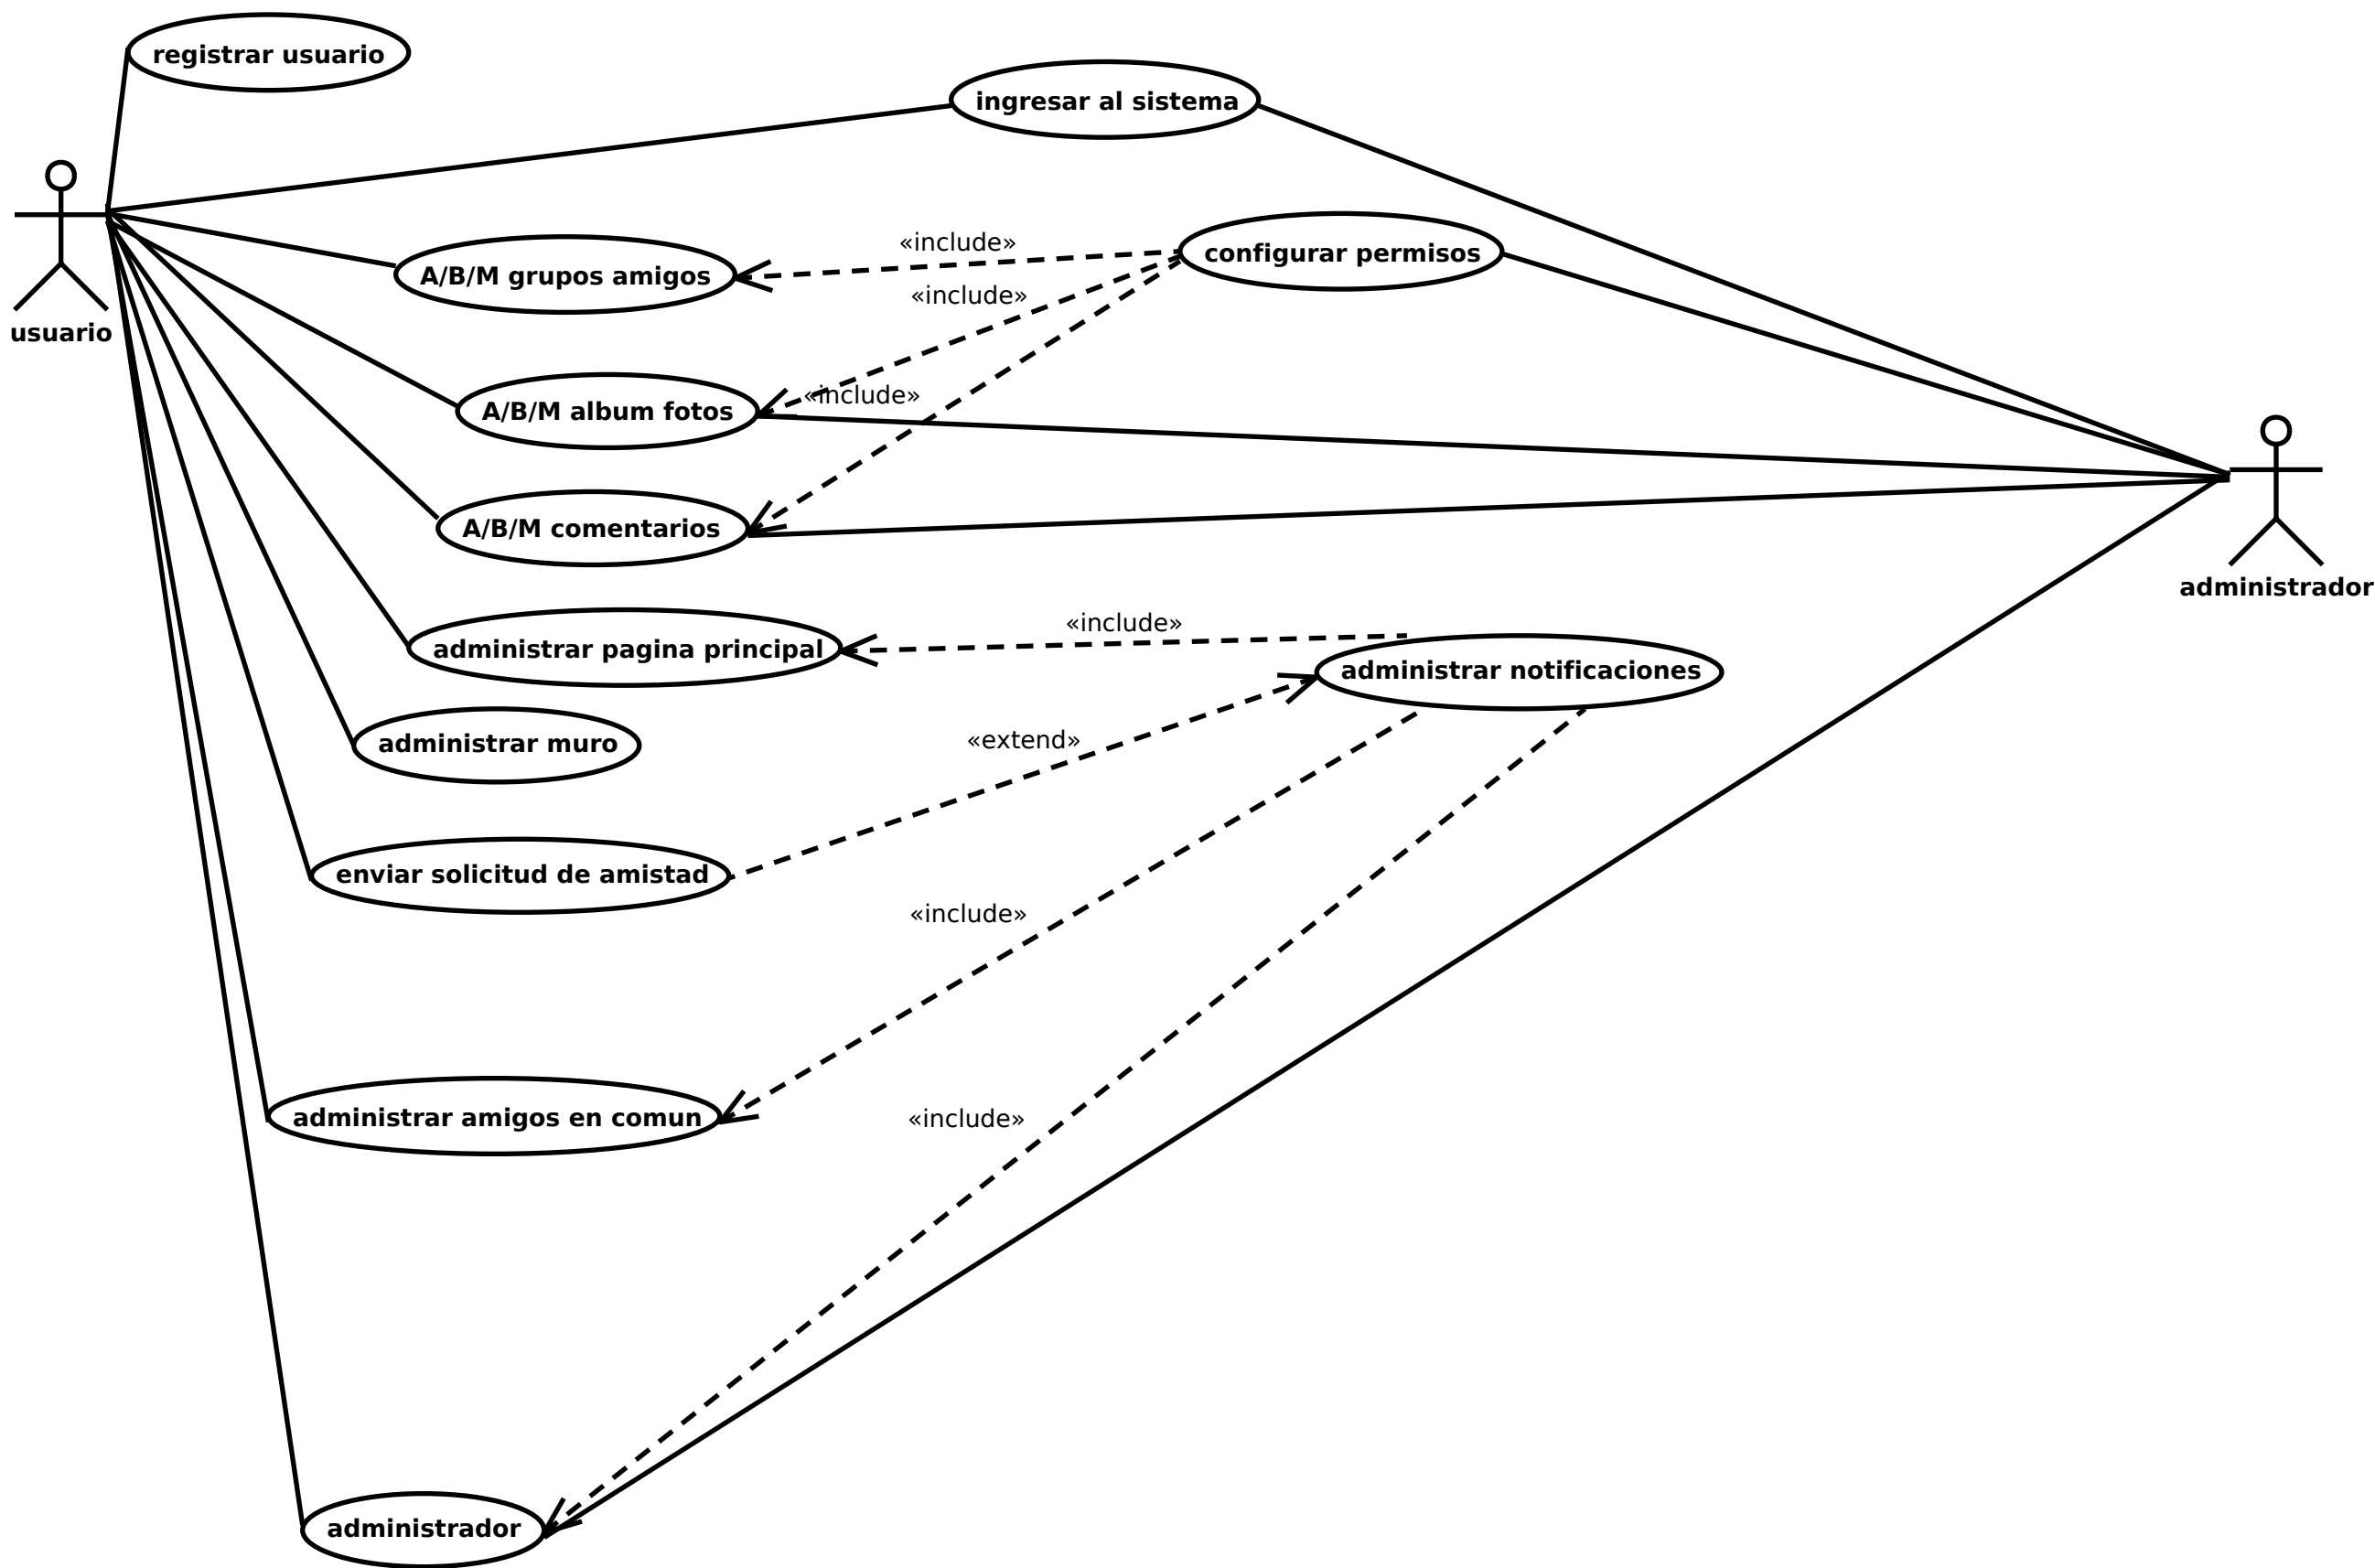 registrar usuario
ingresar al sistema
«include»
configurar permisos
A/B/M grupos amigos
«include»
usuario
«include»
A/B/M album fotos
A/B/M comentarios
administrador
«include»
administrar pagina principal
administrar notificaciones
«extend»
administrar muro
enviar solicitud de amistad
«include»
administrar amigos en comun
«include»
administrador